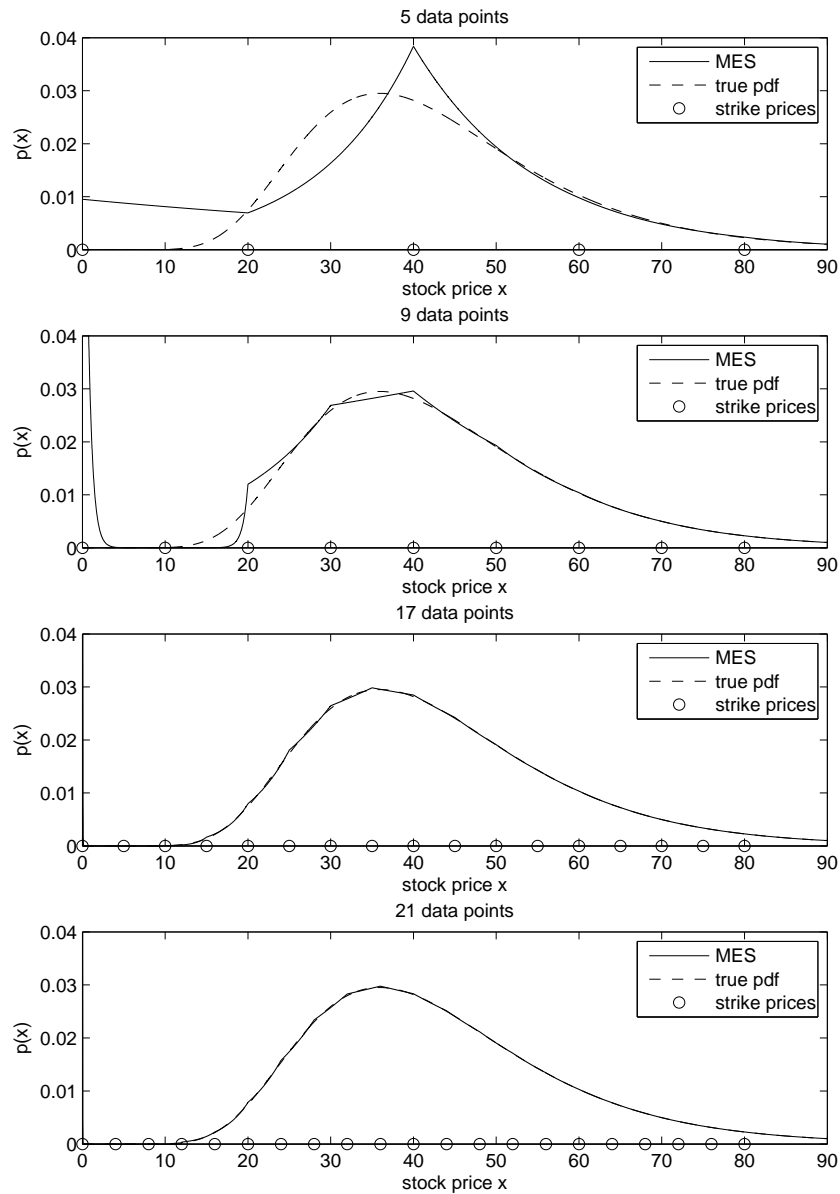 5 data points
0.04
0.03
0.02
0.01
0
p(x)
MES
true pdf
strike prices
0 10 20 30 40 50 60 70 80 90
stock price x
9 data points
0.04
0.03
0.02
0.01
0
p(x)
MES
true pdf
strike prices
0 10 20 30 40 50 60 70 80 90
stock price x
17 data points
0.04
0.03
0.02
0.01
0
p(x)
MES
true pdf
strike prices
0 10 20 30 40 50 60 70 80 90
stock price x
21 data points
0.04
0.03
0.02
0.01
0
p(x)
MES
true pdf
strike prices
0 10 20 30 40 50 60 70 80 90
stock price x